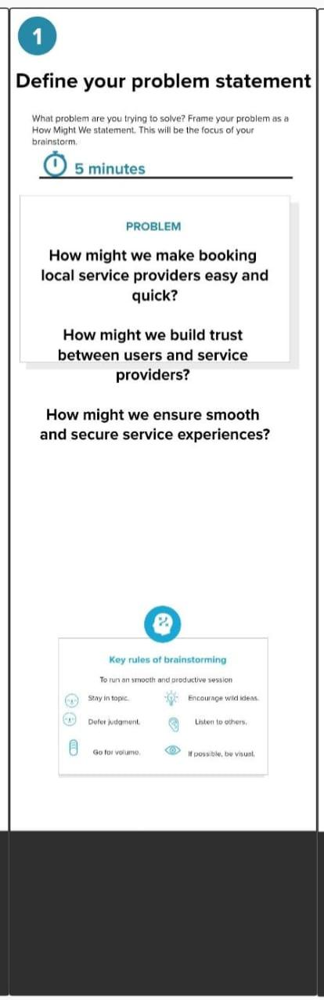 1
Define your problem statement
What problem are you trying to solve? Frame your problem as a
How Might We statement. This will be the focus of your
brainstorm.
5 minutes
PROBLEM
How might we make booking
local service providers easy and
quick?
How might we build trust
between users and service
providers?
How might we ensure smooth
and secure service experiences?
Key rules of brainstorming
To run an smooth and productive session
Stay in topic.
Encourage wild ideas.
Defer judgment.
Listen to others.
Go for volume.
If possible, be visual.